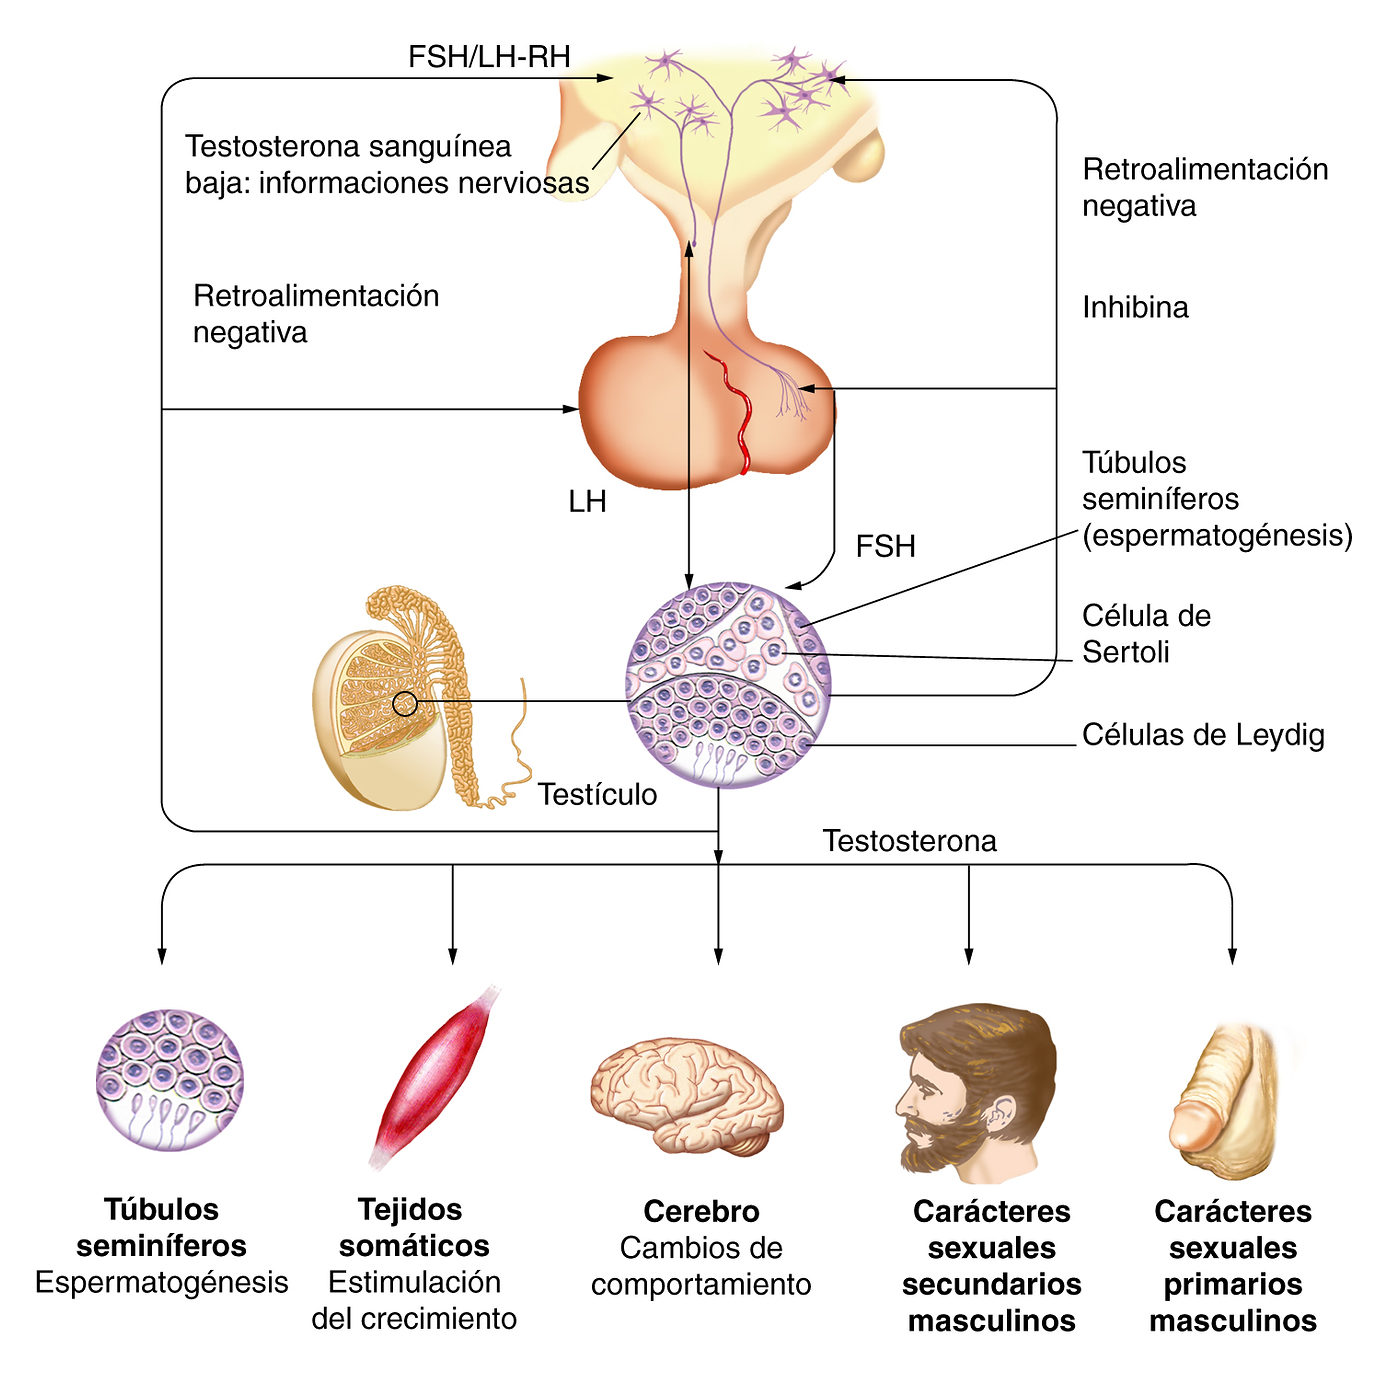 FSH/LH-RH
Testosterona sanguínea
baja: informaciones nerviosas
Retroalimentación
negativa
Retroalimentación
negativa
Inhibina
LH
FSH
Túbulos
seminíferos
(espermatogénesis)
Célula de
Sertoli
Células de Leydig
Testículo
Testosterona
Túbulos
seminíferos
Espermatogénesis
Tejidos
somáticos
Estimulación
del crecimiento
Cerebro
Cambios de
comportamiento
Carácteres
sexuales
secundarios
masculinos
Carácteres
sexuales
primarios
masculinos